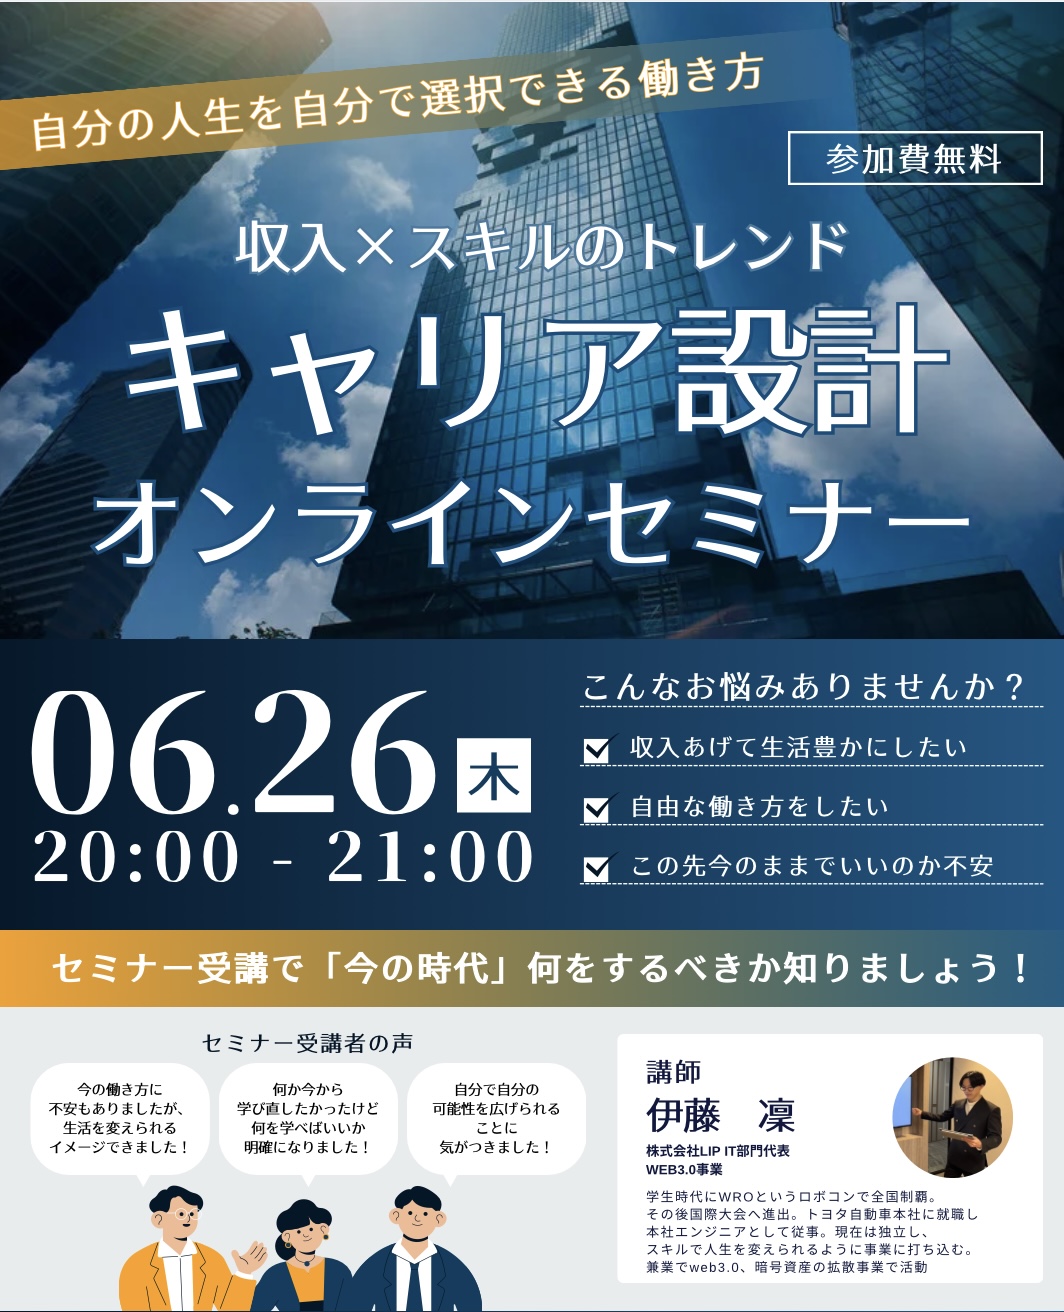 自分の人生を自分で選択できる働き方
参加費無料
収入×スキルのトレンド
キャリア設計
オンラインセミナー
06.26 木
20:00 - 21:00
こんなお悩みありませんか？
収入あげて生活豊かにしたい
自由な働き方をしたい
この先今のままでいいのか不安
セミナー受講で「今の時代」何をするべきか知りましょう！
セミナー受講者の声
今の働き方に
不安もありましたが、
生活を変えられる
イメージできました！
何か今から
学び直したかったけど
何を学べばいいか
明確になりました！
自分で自分の
可能性を広げられる
ことに
気がつきました！
講師
伊藤　凜
株式会社LIP IT部門代表
WEB3.0事業
学生時代にWROというロボコンで全国制覇。
その後国際大会へ進出。トヨタ自動車本社に就職し
本社エンジニアとして従事。現在は独立し、
スキルで人生を変えられるように事業に打ち込む。
兼業でweb3.0、暗号資産の拡散事業で活動